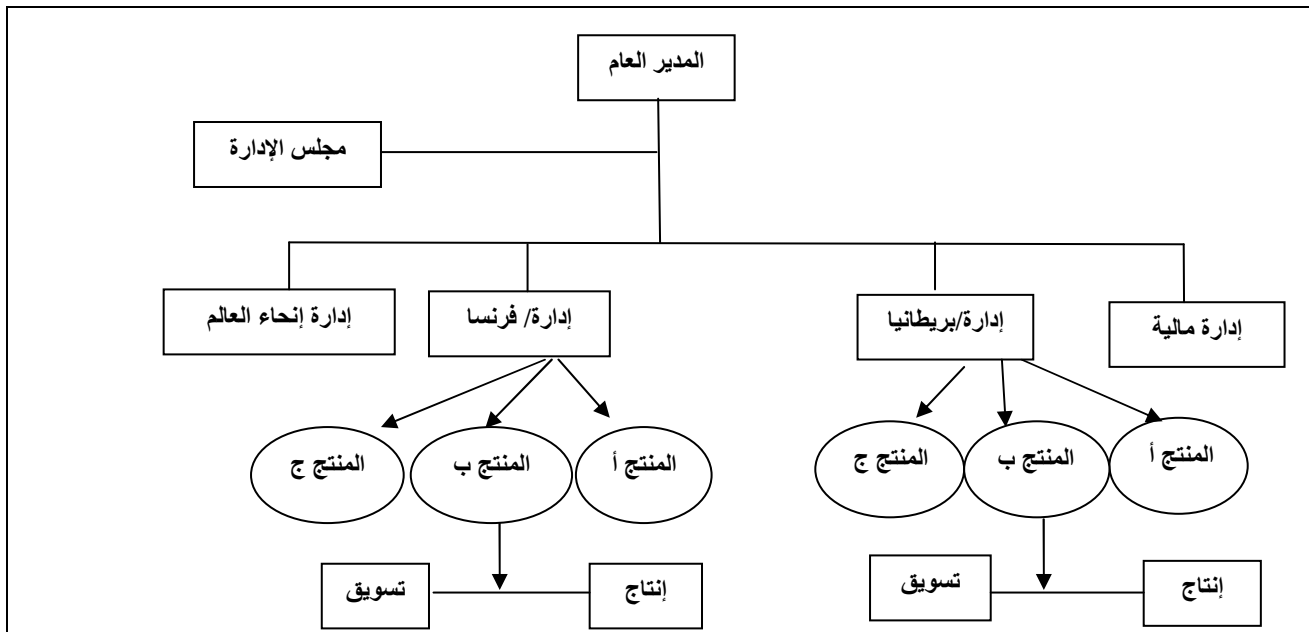 المدير العام
مجلس الإدارة
إدارة مالية
إدارة/بريطانيا
إدارة/ فرنسا
إدارة إنحاء العالم
المنتج أ
المنتج ب
المنتج ج
المنتج أ
المنتج ب
المنتج ج
إنتاج
تسويق
إنتاج
تسويق